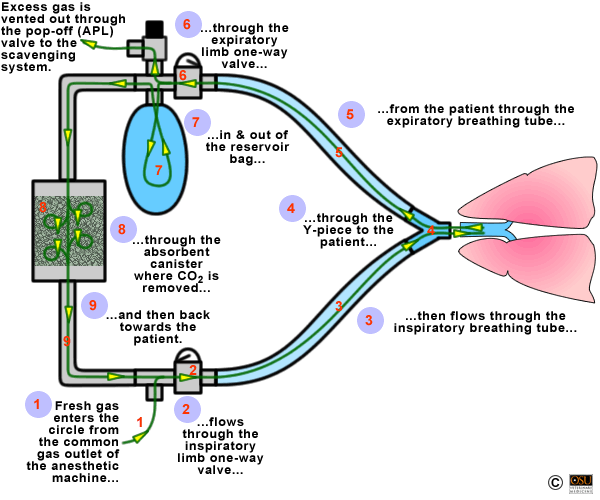 Excess gas is
vented out through
the pop-off (APL)
valve to the
scavenging
system.
6
...through the
expiratory
limb one-way
valve...
6
5
...from the patient through the
expiratory breathing tube...
5
7
...in & out of
the reservoir
bag...
7
4
...through the
Y-piece to the
patient...
4
8
8
...through the
absorbent
canister
where CO2 is
removed...
9
...and then back
towards the
patient.
9
3
3
...then flows through the
inspiratory breathing tube...
2
2
...flows
through the
inspiratory
limb one-way
valve...
1
1
Fresh gas
enters the
circle from
the common
gas outlet of
the anesthetic
machine...
©
OSU
VETERINARY
MEDICINE